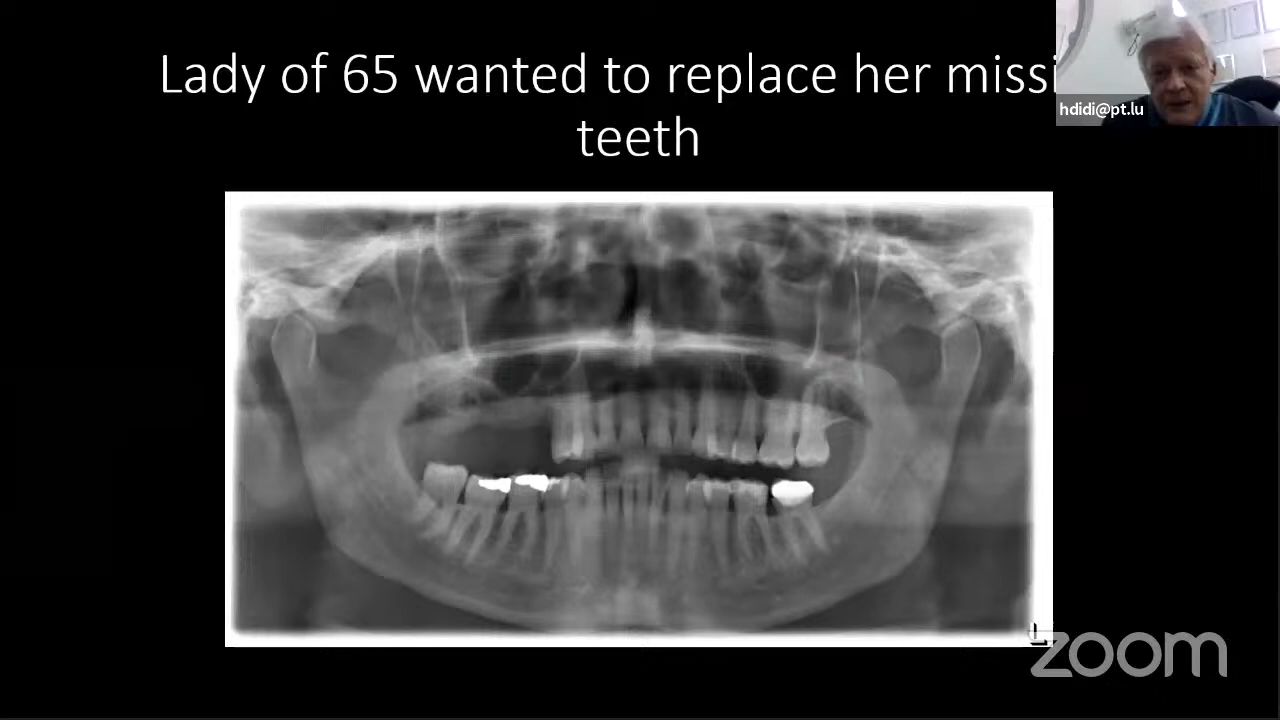 Lady of 65 wanted to replace her missi
teeth
hdidi@pt.lu
L
zoom